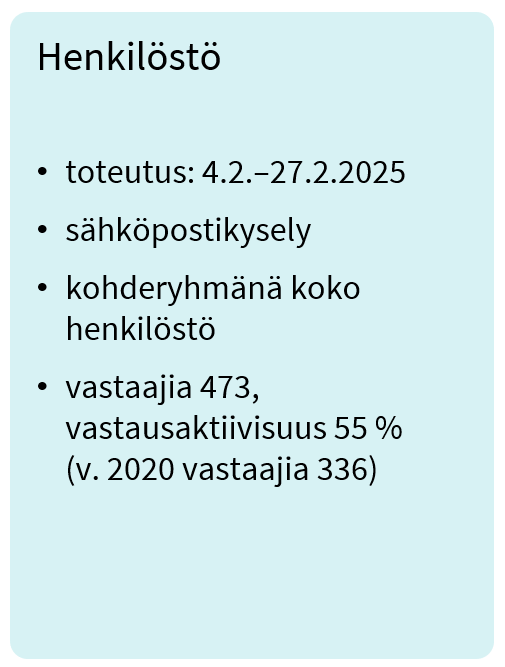 Henkilöstö
• toteutus: 4.2.–27.2.2025
• sähköpostikysely
• kohderyhmänä koko
henkilöstö
• vastaajia 473,
vastausaktiivisuus 55 %
(v. 2020 vastaajia 336)